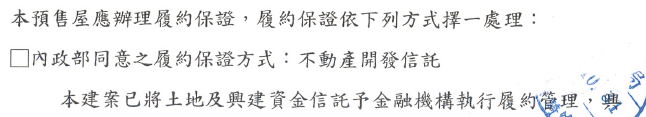 本預售屋應辦理履約保證，履約保證依下列方式擇一處理：
□內政部同意之履約保證方式：不動產開發信託
本建案已將土地及興建資金信託予金融機構執行履約管理，興